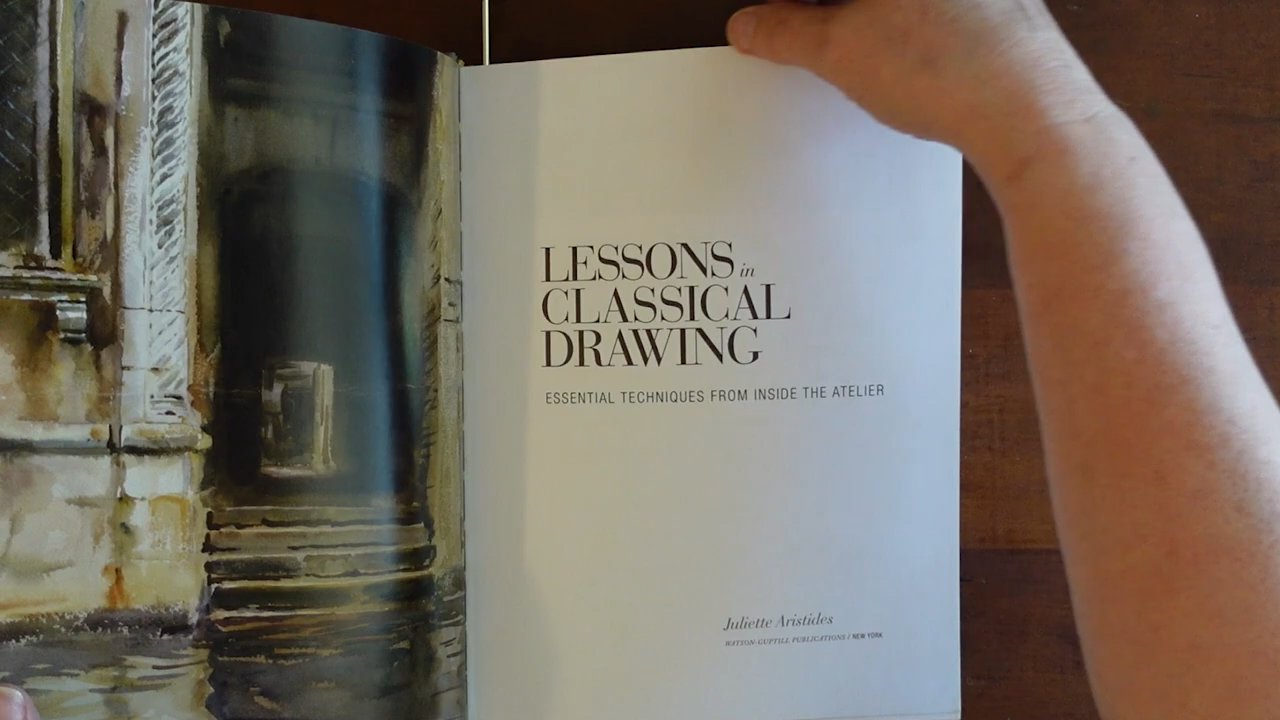 LESSONS in
CLASSICAL
DRAWING
ESSENTIAL TECHNIQUES FROM INSIDE THE ATELIER
Juliette Aristides
WATSON-GUPTILL PUBLICATIONS / NEW YORK